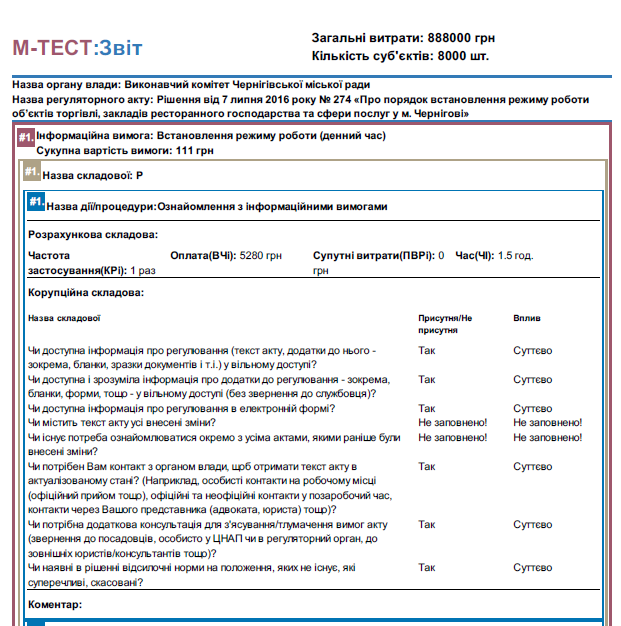 М-ТЕСТ:Звіт
Загальні витрати: 888000 грн
Кількість суб'єктів: 8000 шт.
Назва органу влади: Виконавчий комітет Чернігівської міської ради
Назва регуляторного акту: Рішення від 7 липня 2016 року № 274 «Про порядок встановлення режиму роботи
об'єктів торгівлі, закладів ресторанного господарства та сфери послуг у м. Чернігові»
#1. Інформаційна вимога: Встановлення режиму роботи (денний час)
Сукупна вартість вимоги: 111 грн
#1. Назва складової: Р
#1. Назва дії/процедури:Ознайомлення з інформаційними вимогами
Розрахункова складова:
Частота Оплата(ВЧі): 5280 грн Супутні витрати(ПВРі): 0 Час(ЧІ): 1.5 год.
застосування(КРі): 1 раз грн
Корупційна складова:
Назва складової Присутня/Не Вплив
присутня
Чи доступна інформація про регулювання (текст акту, додатки до нього - Так Суттєво
зокрема, бланки, зразки документів і т.і.) у вільному доступі?
Чи доступна і зрозуміла інформація про додатки до регулювання - зокрема, Так Суттєво
бланки, форми, тощо - у вільному доступі (без звернення до службовця)?
Чи доступна інформація про регулювання в електронній формі? Так Суттєво
Чи містить текст акту усі внесені зміни? Не заповнено! Не заповнено!
Чи існує потреба ознайомлюватися окремо з усіма актами, якими раніше були Не заповнено! Не заповнено!
внесені зміни?
Чи потрібен Вам контакт з органом влади, щоб отримати текст акту в Так Суттєво
актуалізованому стані? (Наприклад, особисті контакти на робочому місці
(офіційний прийом тощо), офіційні та неофіційні контакти у позаробочий час,
контакти через Вашого представника (адвоката, юриста) тощо)?
Чи потрібна додаткова консультація для з'ясування/тлумачення вимог акту Так Суттєво
(звернення до посадовців, особисто у ЦНАП чи в регуляторний орган, до
зовнішніх юристів/консультантів тощо)?
Чи наявні в рішенні відсилочні норми на положення, яких не існує, які Так Суттєво
суперечливі, скасовані?
Коментар: